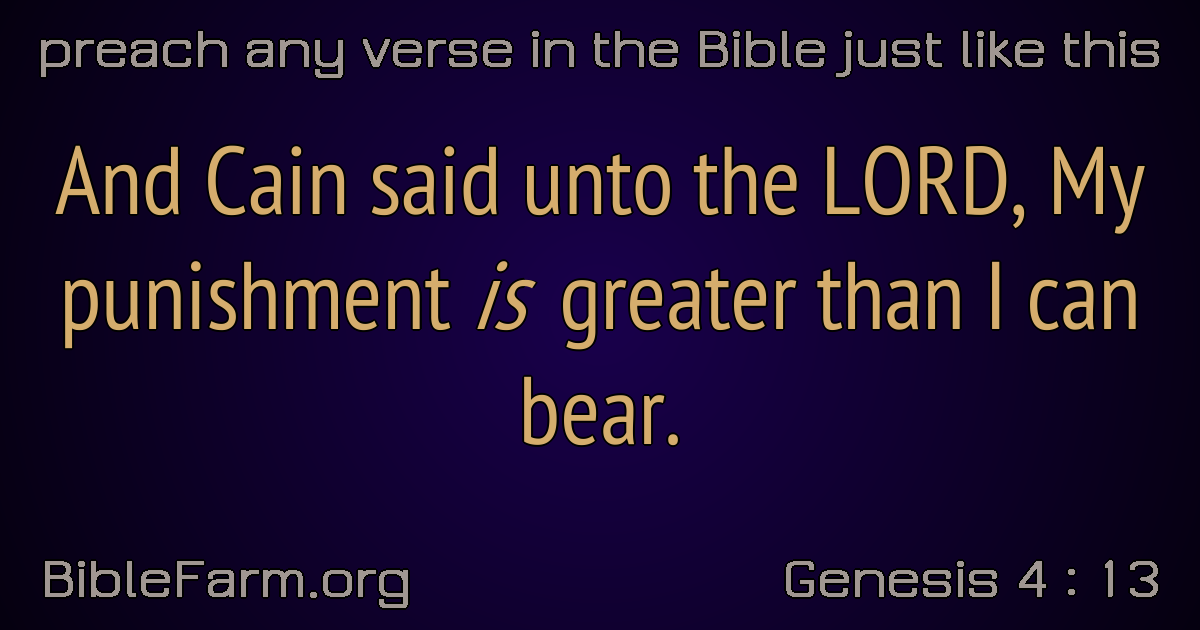 preach any verse in the Bible just like this
And Cain said unto the LORD, My
punishment is greater than I can
bear.
BibleFarm.org
Genesis 4 : 13